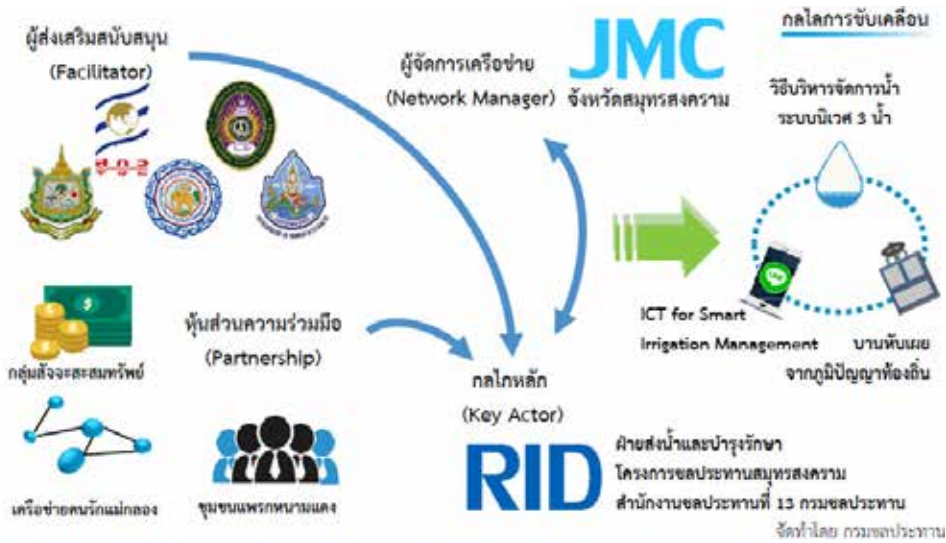 ผู้ส่งเสริมสนับสนุน
(Facilitator)
ส.ป.ก
ผู้จัดการเครือข่าย
(Network Manager)
JMC
จังหวัดสมุทรสงคราม
กลไลการขับเคลื่อน
วิธีบริหารจัดการน้ำ
ระบบนิเวศ 3 น้ำ
ICT for Smart
Irrigation Management
บานหับเผย
จากภูมิปัญญาท้องถิ่น
กลุ่มสัจจะสะสมทรัพย์
หุ้นส่วนความร่วมมือ
(Partnership)
เครือข่ายคนรักแม่กลอง
ชุมชนแพรกหนามแดง
กลไกหลัก
(Key Actor)
RID
ฝ่ายส่งน้ำและบำรุงรักษา
โครงการชลประทานสมุทรสงคราม
สำนักงานชลประทานที่ 13 กรมชลประทาน
จัดทำโดย กรมชลประทาน